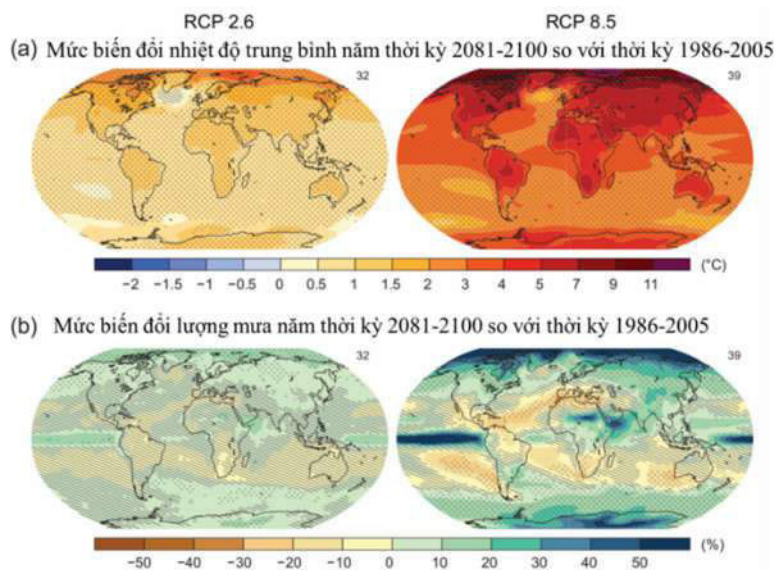 RCP 2.6 RCP 8.5
(a) Mức biến đổi nhiệt độ trung bình năm thời kỳ 2081-2100 so với thời kỳ 1986-2005
32 39
−2 −1.5 −1 −0.5 0 0.5 1 1.5 2 3 4 5 7 9 11 (°C)
(b) Mức biến đổi lượng mưa năm thời kỳ 2081-2100 so với thời kỳ 1986-2005
32 39
−50 −40 −30 −20 −10 0 10 20 30 40 50 (%)